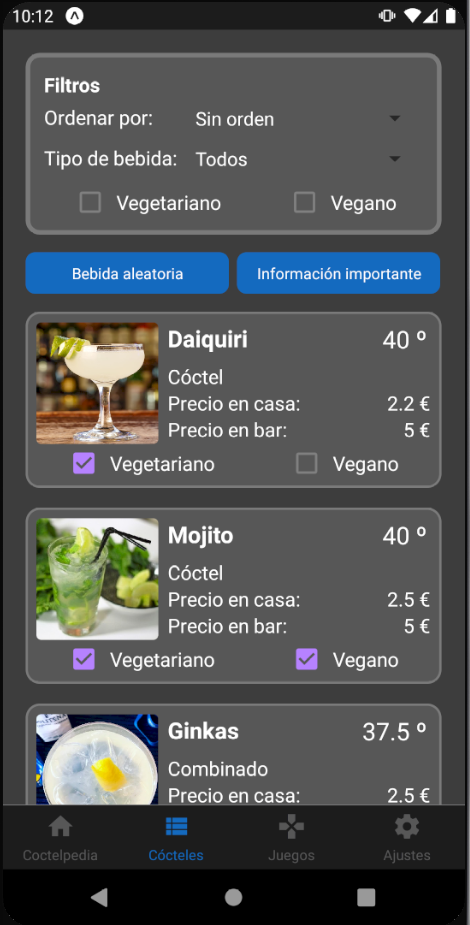 10:12
Filtros
Ordenar por: Sin orden
Tipo de bebida: Todos
Vegetariano Vegano
Bebida aleatoria Información importante
Daiquiri 40 º
Cóctel
Precio en casa: 2.2 €
Precio en bar: 5 €
Vegetariano Vegano
Mojito 40 º
Cóctel
Precio en casa: 2.5 €
Precio en bar: 5 €
Vegetariano Vegano
Ginkas 37.5 º
Combinado
Precio en casa: 2.5 €
Coctelpedia Cócteles Juegos Ajustes